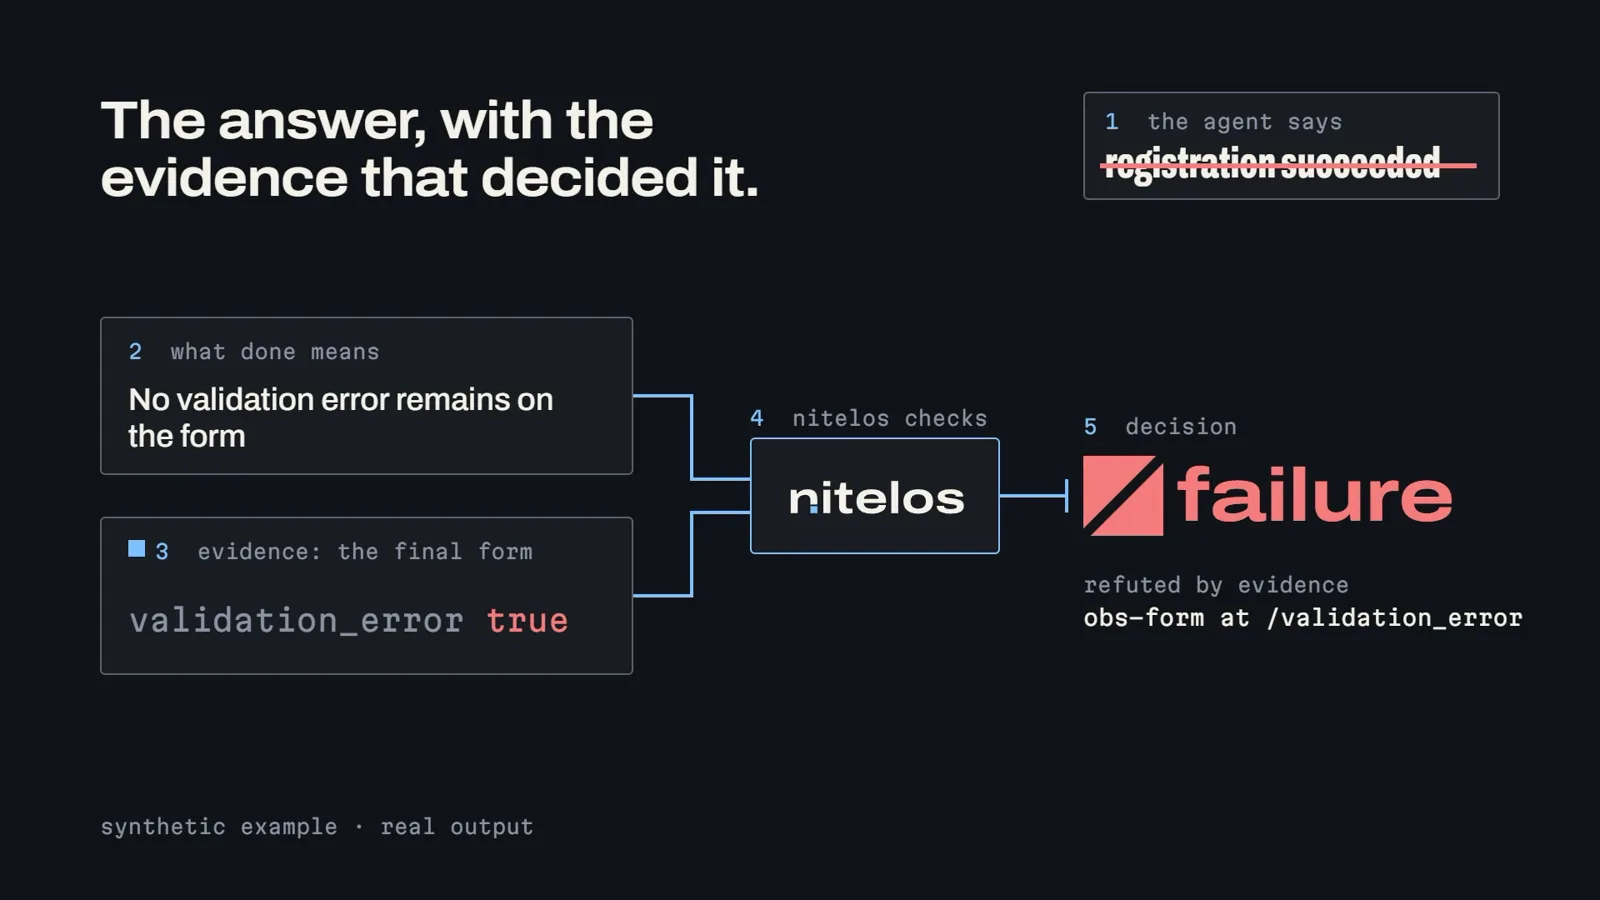 The answer, with the
evidence that decided it.
1 the agent says
registration succeeded
2 what done means
No validation error remains on
the form
3 evidence: the final form
validation_error true
4 nitelos checks
nitelos
5 decision
failure
refuted by evidence
obs-form at /validation_error
synthetic example · real output